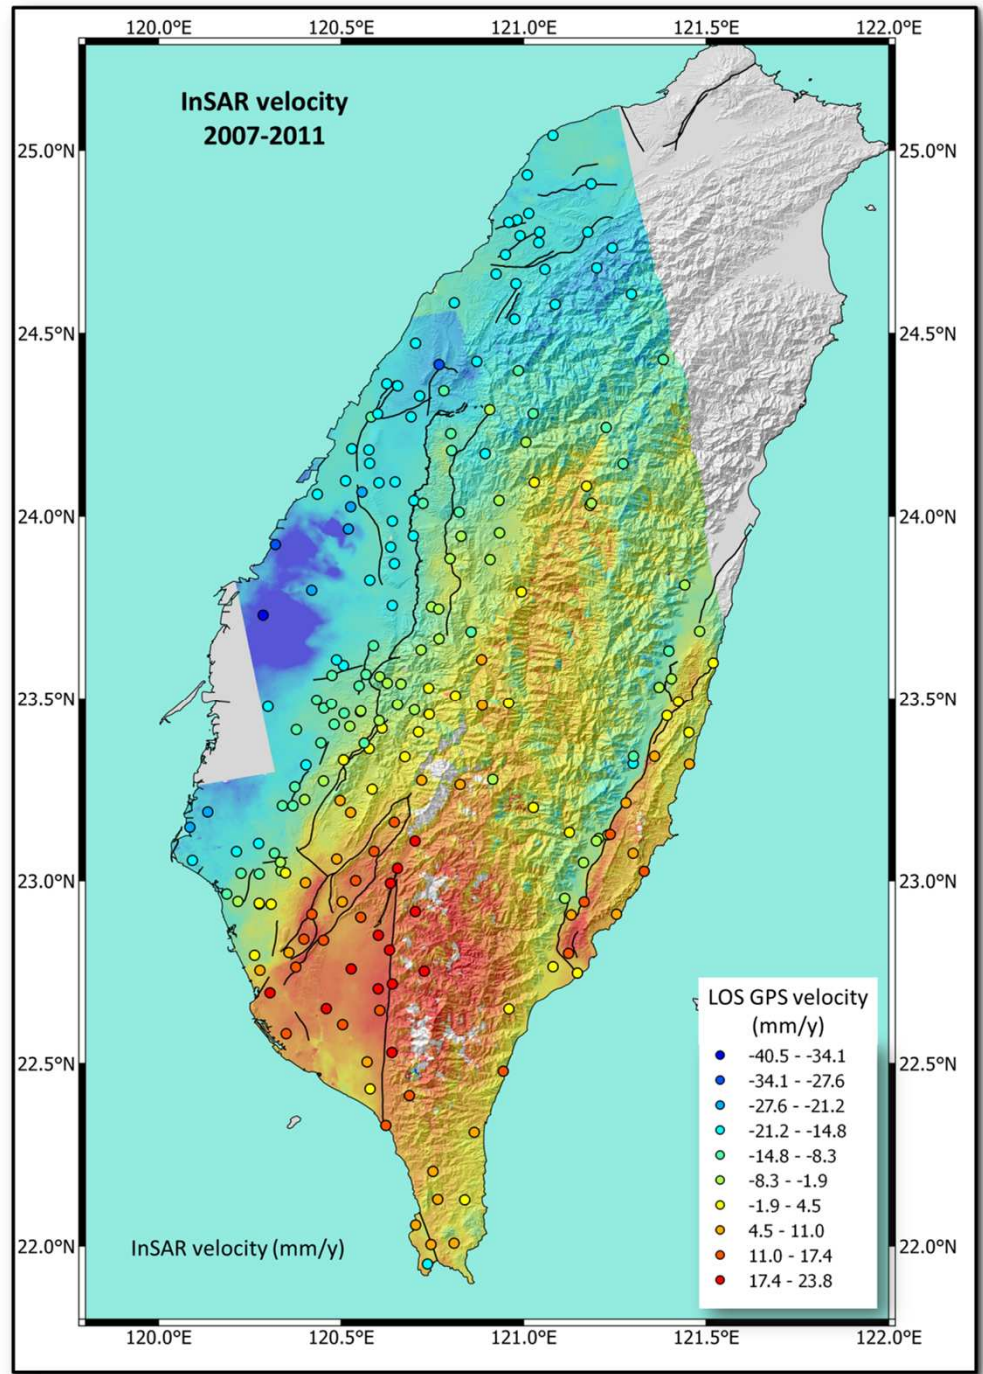 120.0°E 120.5°E 121.0°E 121.5°E 122.0°E
InSAR velocity
2007-2011
25.0°N 25.0°N
24.5°N 24.5°N
24.0°N 24.0°N
23.5°N 23.5°N
23.0°N 23.0°N
22.5°N 22.5°N
22.0°N 22.0°N
LOS GPS velocity
(mm/y)
-40.5 - -34.1
-34.1 - -27.6
-27.6 - -21.2
-21.2 - -14.8
-14.8 - -8.3
-8.3 - -1.9
-1.9 - 4.5
4.5 - 11.0
11.0 - 17.4
17.4 - 23.8
InSAR velocity (mm/y)
120.0°E 120.5°E 121.0°E 121.5°E 122.0°E